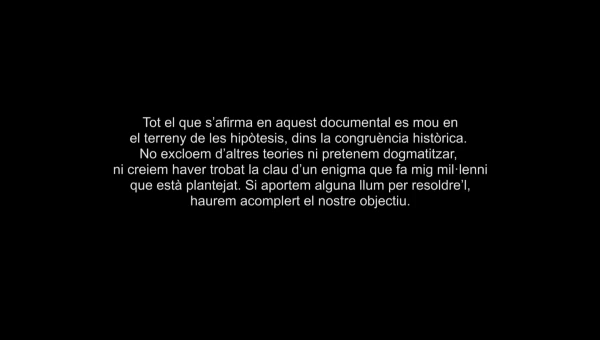 Tot el que s’afirma en aquest documental es mou en
el terreny de les hipòtesis, dins la congruència històrica.
No excloem d’altres teories ni pretenem dogmatitzar,
ni creiem haver trobat la clau d’un enigma que fa mig mil·lenni
que està plantejat. Si aportem alguna llum per resoldre’l,
haurem acomplert el nostre objectiu.